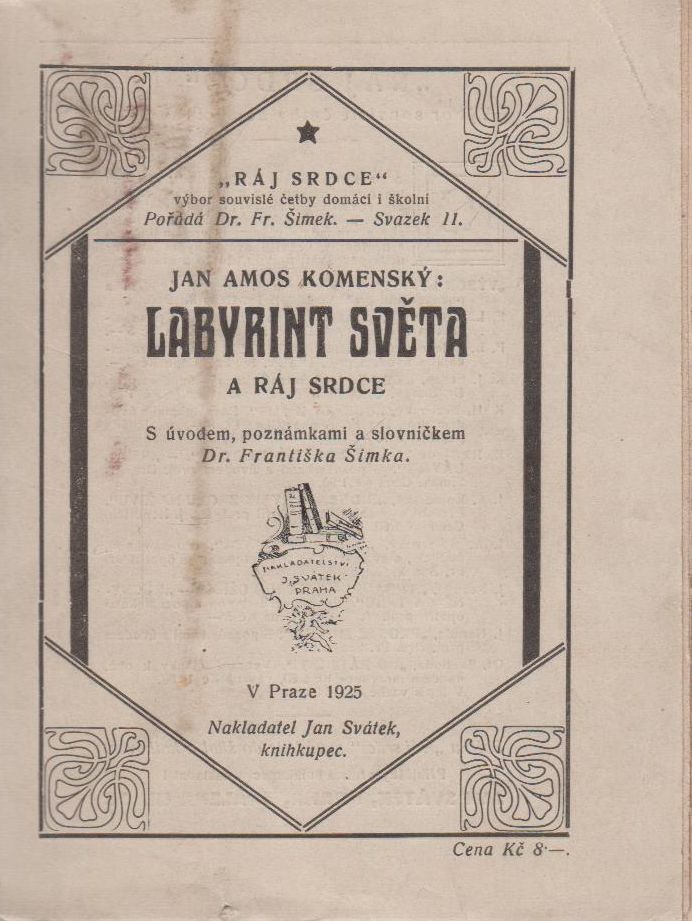 „RÁJ SRDCE“
výbor souvislé četby domácí i školní
Pořádá Dr. Fr. Šimek. — Svazek 11.
JAN AMOS KOMENSKÝ:
LABYRINT SVĚTA
A RÁJ SRDCE
S úvodem, poznámkami a slovníčkem
Dr. Františka Šimka.
NAKLADATELSTVI
J. SVÁTEK
PRAHA
V Praze 1925
Nakladatel Jan Svátek,
knihkupec.
Cena Kč 8·—.